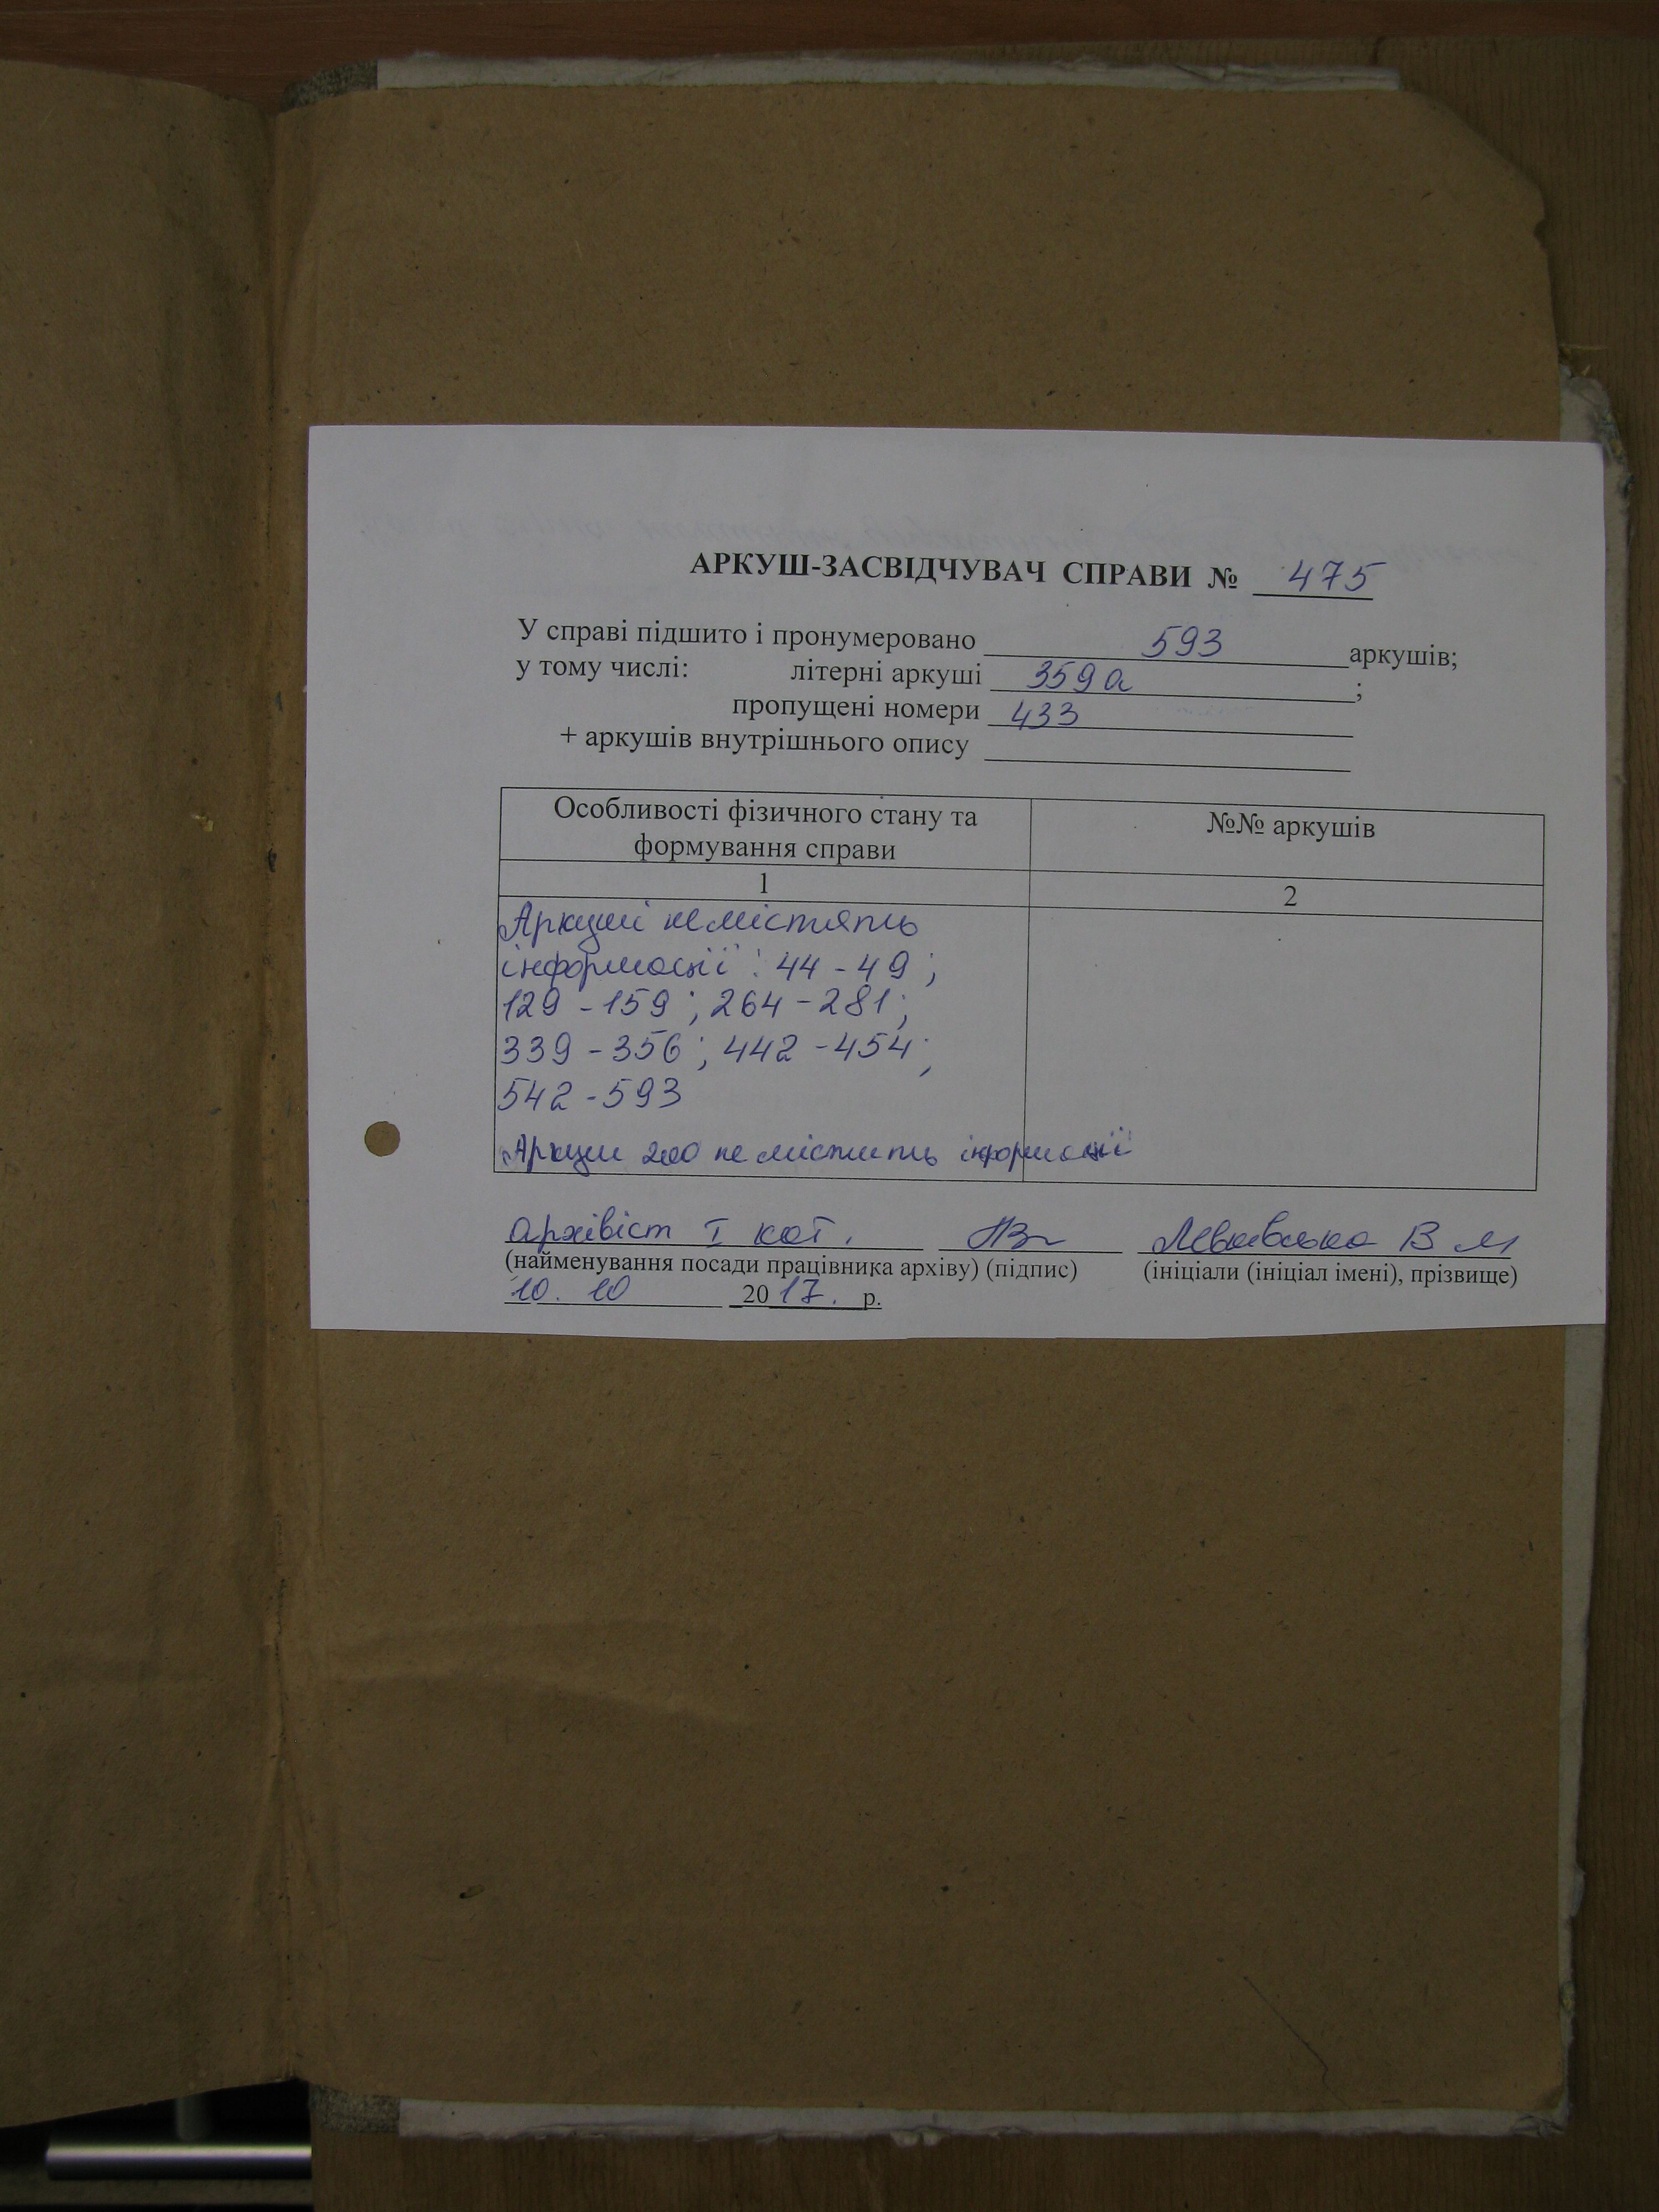 АРКУШ-ЗАСВІДЧУВАЧ СПРАВИ № 475
У справі підшито і пронумеровано 593 аркушів;
у тому числі: літерні аркуші 359а ;
пропущені номери 433
+ аркушів внутрішнього опису
Особливості фізичного стану та формування справи
№№ аркушів
1
2
Аркуші не містять
інформації : 44 - 49 ;
129 - 159 ; 264 - 281 ;
339 - 356 ; 442 - 454 ;
542 - 593
Аркуш 200 не містить інформації
Архівіст I кат. Левківська В М
(найменування посади працівника архіву) (підпис) (ініціали (ініціал імені), прізвище)
10. 10 2017. р.